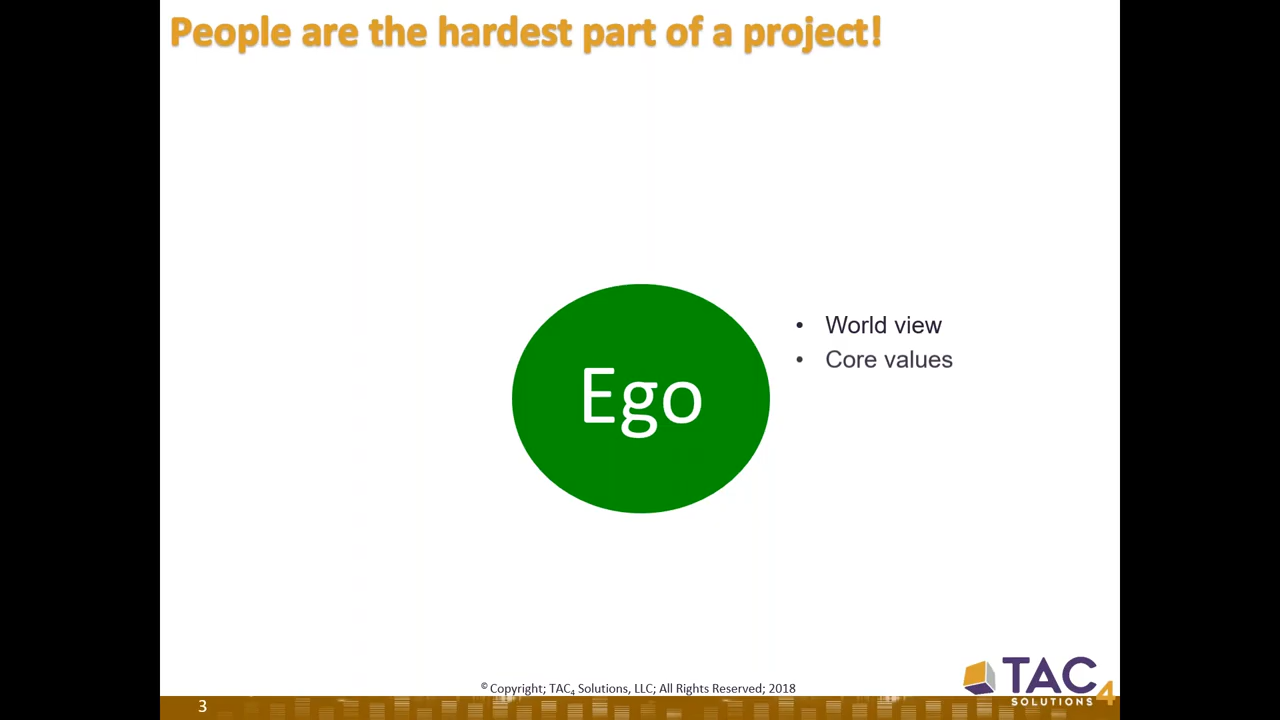 People are the hardest part of a project!
Ego
• World view
• Core values
© Copyright; TAC₄ Solutions, LLC; All Rights Reserved; 2018
3
TAC4
SOLUTIONS